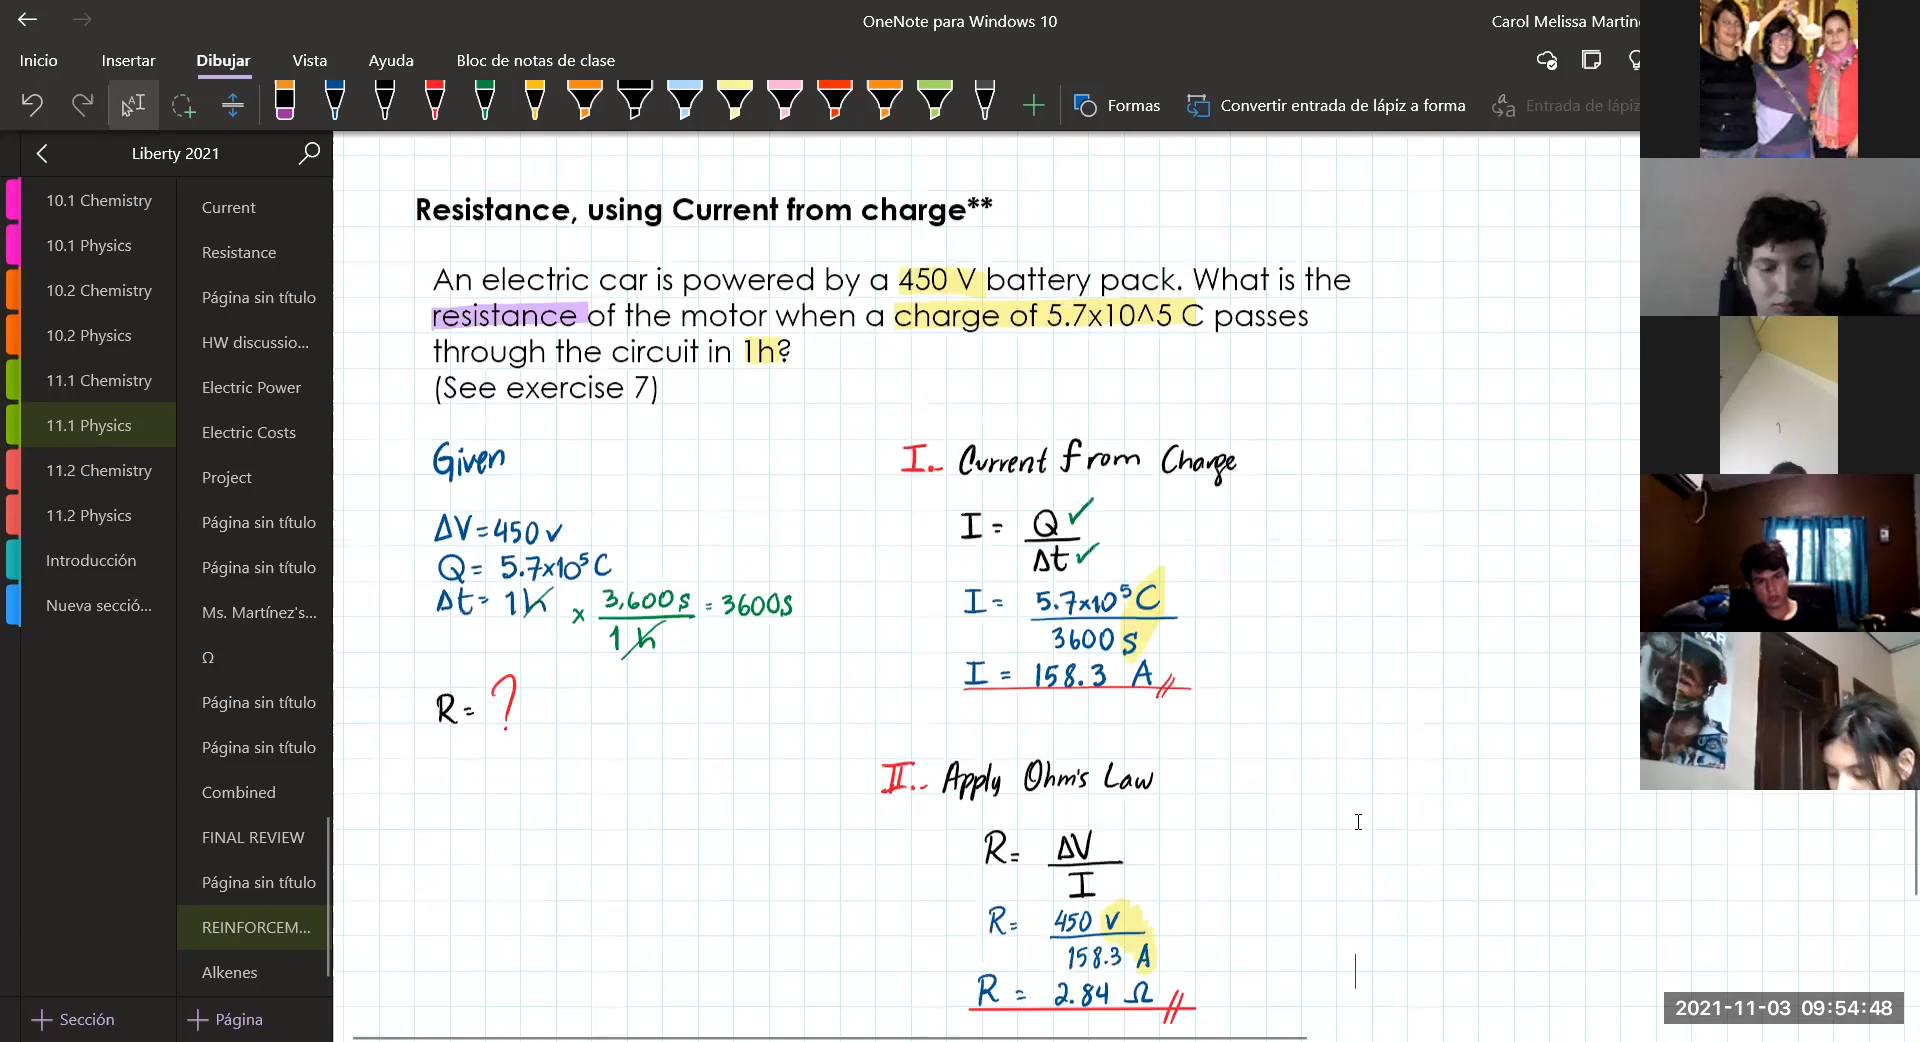 OneNote para Windows 10
Carol Melissa Martine
Inicio
Insertar
Dibujar
Vista
Ayuda
Bloc de notas de clase
Formas
Convertir entrada de lápiz a forma
Entrada de lápiz
Liberty 2021
10.1 Chemistry
10.1 Physics
10.2 Chemistry
10.2 Physics
11.1 Chemistry
11.1 Physics
11.2 Chemistry
11.2 Physics
Introducción
Nueva secció...
Sección
Current
Resistance
Página sin título
HW discussio...
Electric Power
Electric Costs
Project
Página sin título
Página sin título
Ms. Martínez's...
Ω
Página sin título
Página sin título
Combined
FINAL REVIEW
Página sin título
REINFORCEM...
Alkenes
Página
Resistance, using Current from charge**
An electric car is powered by a 450 V battery pack. What is the
resistance of the motor when a charge of 5.7x10^5 C passes
through the circuit in 1h?
(See exercise 7)
Given
ΔV=450 v
Q= 5.7x10⁵ C
Δt= 1h x 3,600s / 1h = 3600s
R= ?
I.- Current from Charge
I = Q / Δt
I = 5.7x10⁵ C / 3600 s
I = 158.3 A
II.- Apply Ohm's Law
R= ΔV / I
R= 450 v / 158.3 A
R = 2.84 Ω
2021-11-03 09:54:48